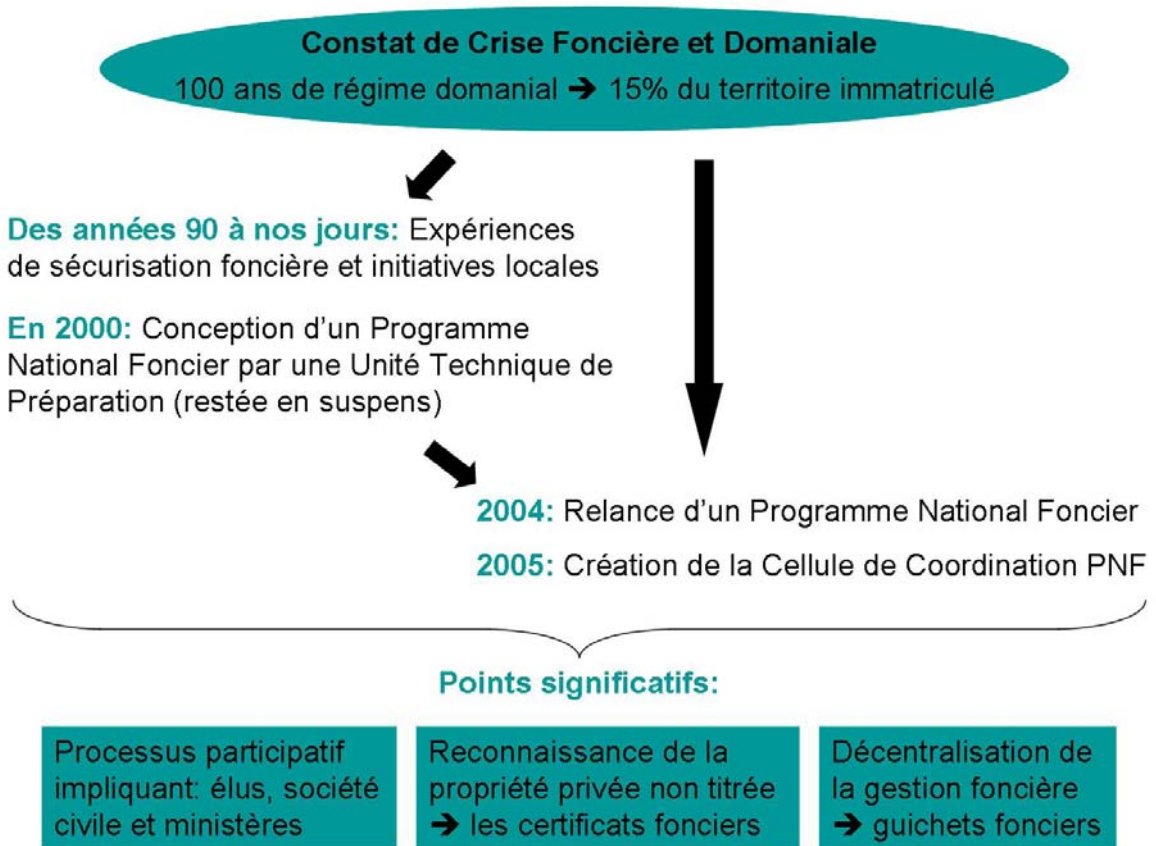 Constat de Crise Foncière et Domaniale
100 ans de régime domanial ➔ 15% du territoire immatriculé
Des années 90 à nos jours: Expériences
de sécurisation foncière et initiatives locales
En 2000: Conception d'un Programme
National Foncier par une Unité Technique de
Préparation (restée en suspens)
2004: Relance d'un Programme National Foncier
2005: Création de la Cellule de Coordination PNF
Points significatifs:
Processus participatif
impliquant: élus, société
civile et ministères
Reconnaissance de la
propriété privée non titrée
➔ les certificats fonciers
Décentralisation de
la gestion foncière
➔ guichets fonciers